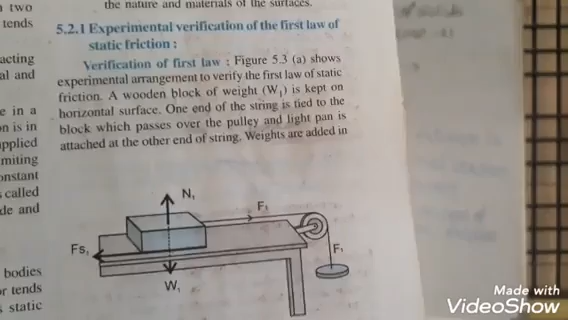 two
tends
acting
al and
e in a
on is in
applied
miting
onstant
called
de and
bodies
or tends
static
the nature and materials of the surfaces.
5.2.1 Experimental verification of the first law of
static friction :
Verification of first law : Figure 5.3 (a) shows
experimental arrangement to verify the first law of static
friction. A wooden block of weight (W₁) is kept on
horizontal surface. One end of the string is tied to the
block which passes over the pulley and light pan is
attached at the other end of string. Weights are added in
N₁
F₁
Fs₁
F₁
W₁
Made with
VideoShow